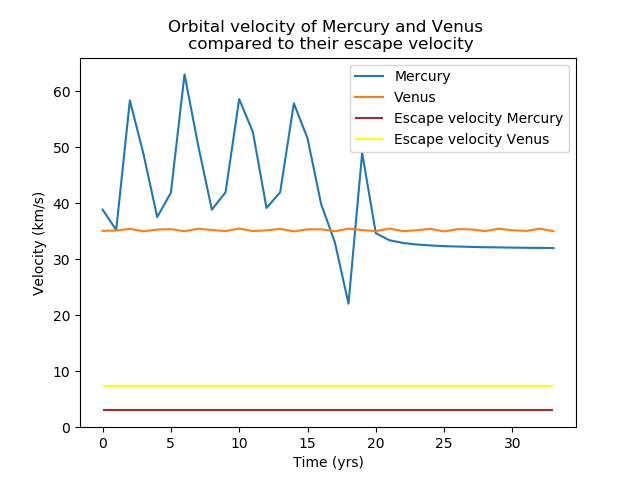 Orbital velocity of Mercury and Venus
compared to their escape velocity
Mercury
Venus
Escape velocity Mercury
Escape velocity Venus
60
50
40
30
20
10
0
Velocity (km/s)
0 5 10 15 20 25 30
Time (yrs)